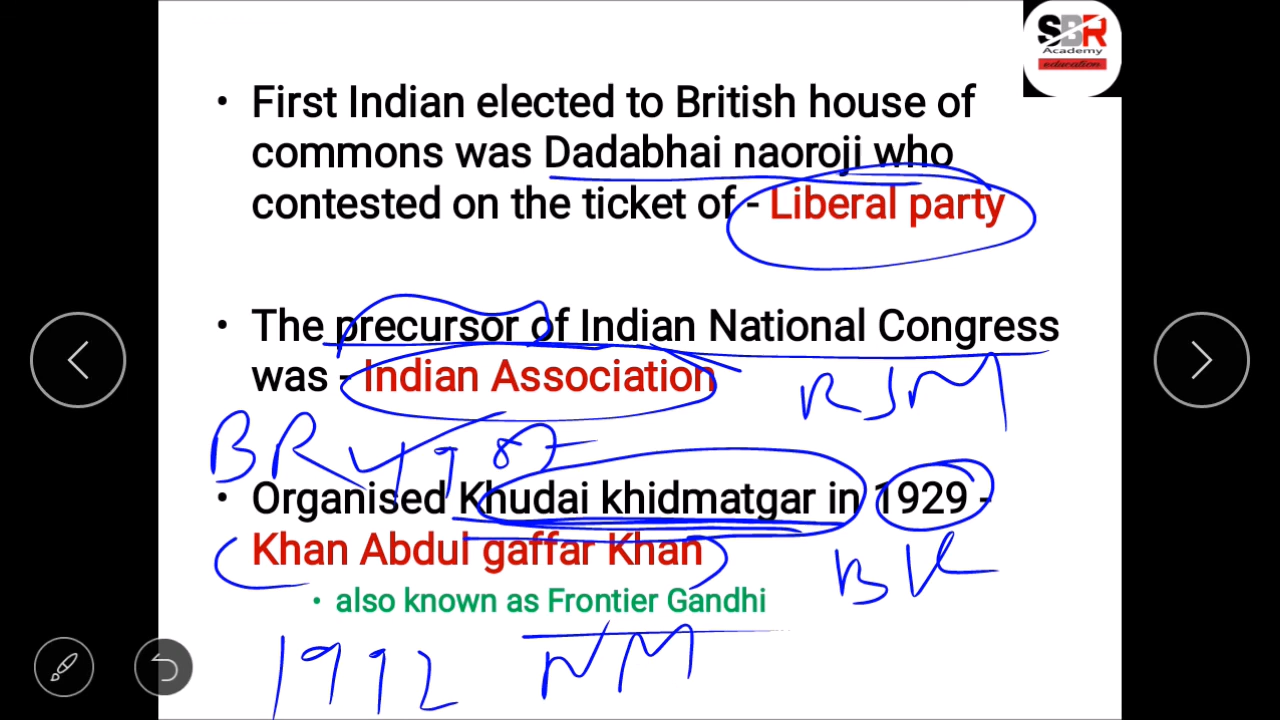 SBR
Academy
education
• First Indian elected to British house of
commons was Dadabhai naoroji who
contested on the ticket of - Liberal party
• The precursor of Indian National Congress
was - Indian Association
RJM
BR
• Organised Khudai khidmatgar in 1929 -
Khan Abdul gaffar Khan
BR
• also known as Frontier Gandhi
1992 NM